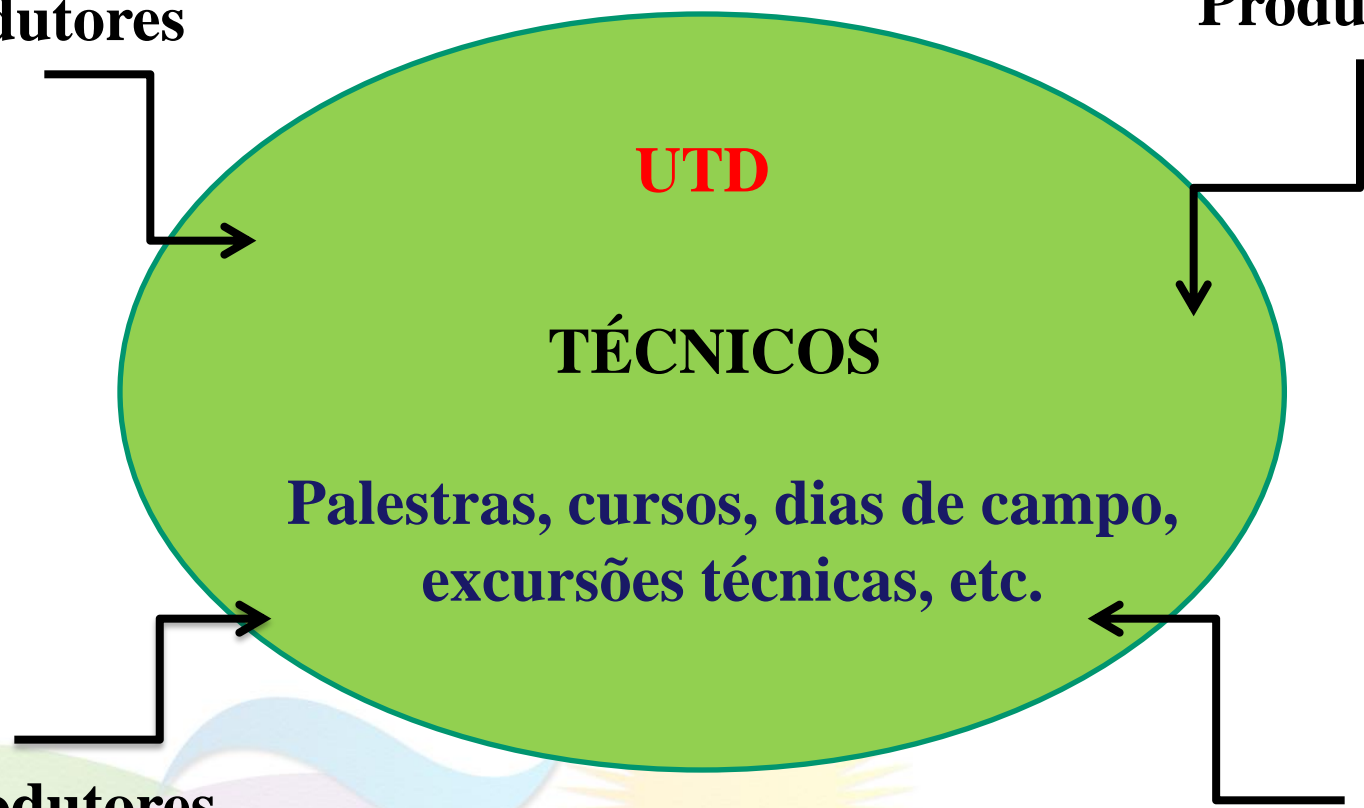 dutores
Produ
UTD
TÉCNICOS
Palestras, cursos, dias de campo,
excursões técnicas, etc.
odutores